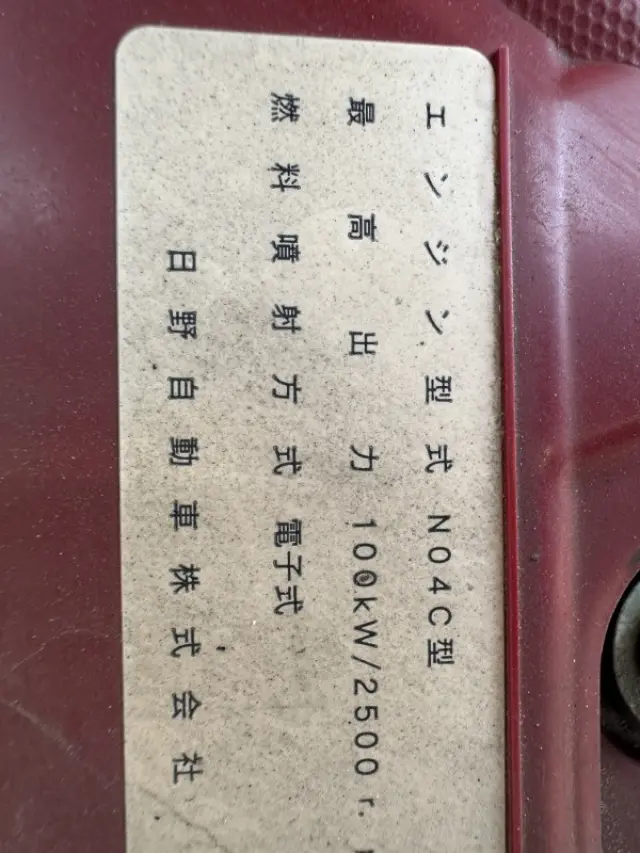 エンジン型式 N04C型
最高出力 100kW/2500 r.
燃料噴射方式 電子式
日野自動車株式会社